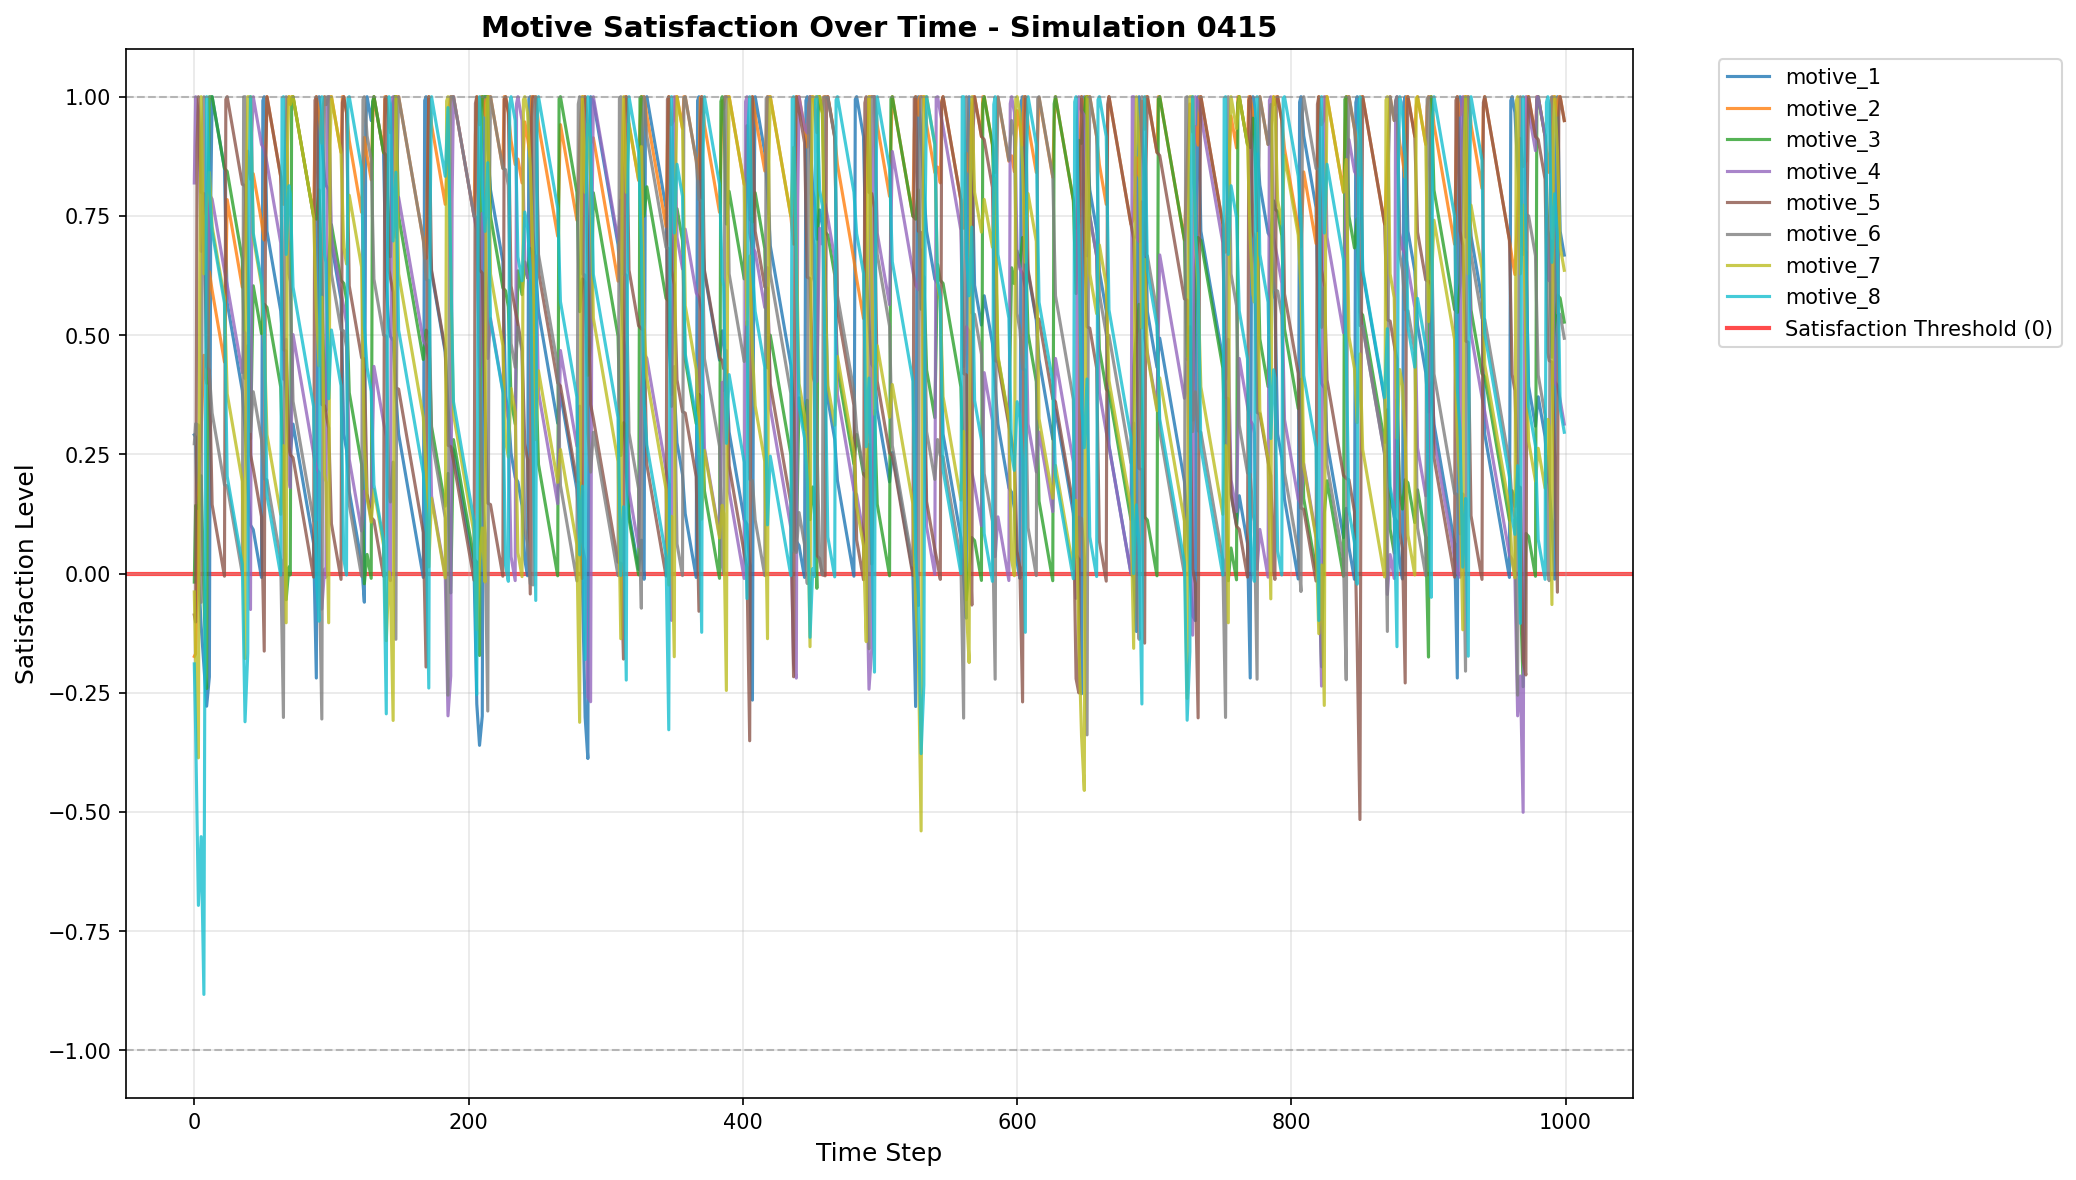 Motive Satisfaction Over Time - Simulation 0415
1.00
0.75
0.50
0.25
0.00
−0.25
−0.50
−0.75
−1.00
Satisfaction Level
0
200
400
600
800
1000
Time Step
motive_1
motive_2
motive_3
motive_4
motive_5
motive_6
motive_7
motive_8
Satisfaction Threshold (0)